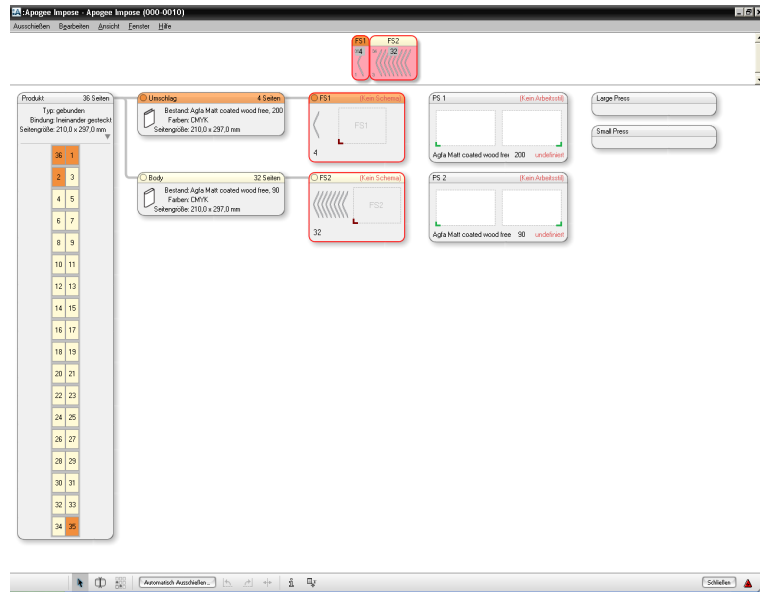 :Apogee Impose - Apogee Impose (000-0010)
Ausschießen Bearbeiten Ansicht Fenster Hilfe
FS1 FS2
4 32
Produkt 36 Seiten
Typ: gebunden
Bindung: Ineinander gesteckt
Seitengröße: 210,0 x 297,0 mm
36 1
2 3
4 5
6 7
8 9
10 11
12 13
14 15
16 17
18 19
20 21
22 23
24 25
26 27
28 29
30 31
32 33
34 35
Umschlag 4 Seiten
Bestand: Agfa Matt coated wood free, 200
Farben: CMYK
Seitengröße: 210,0 x 297,0 mm
Body 32 Seiten
Bestand: Agfa Matt coated wood free, 90
Farben: CMYK
Seitengröße: 210,0 x 297,0 mm
FS1 (Kein Schema)
FS1
4
FS2 (Kein Schema)
FS2
32
PS 1 (Kein Arbeitsstil)
Agfa Matt coated wood free 200 undefiniert
PS 2 (Kein Arbeitsstil)
Agfa Matt coated wood free 90 undefiniert
Large Press
Small Press
Automatisch Ausschießen... Schließen